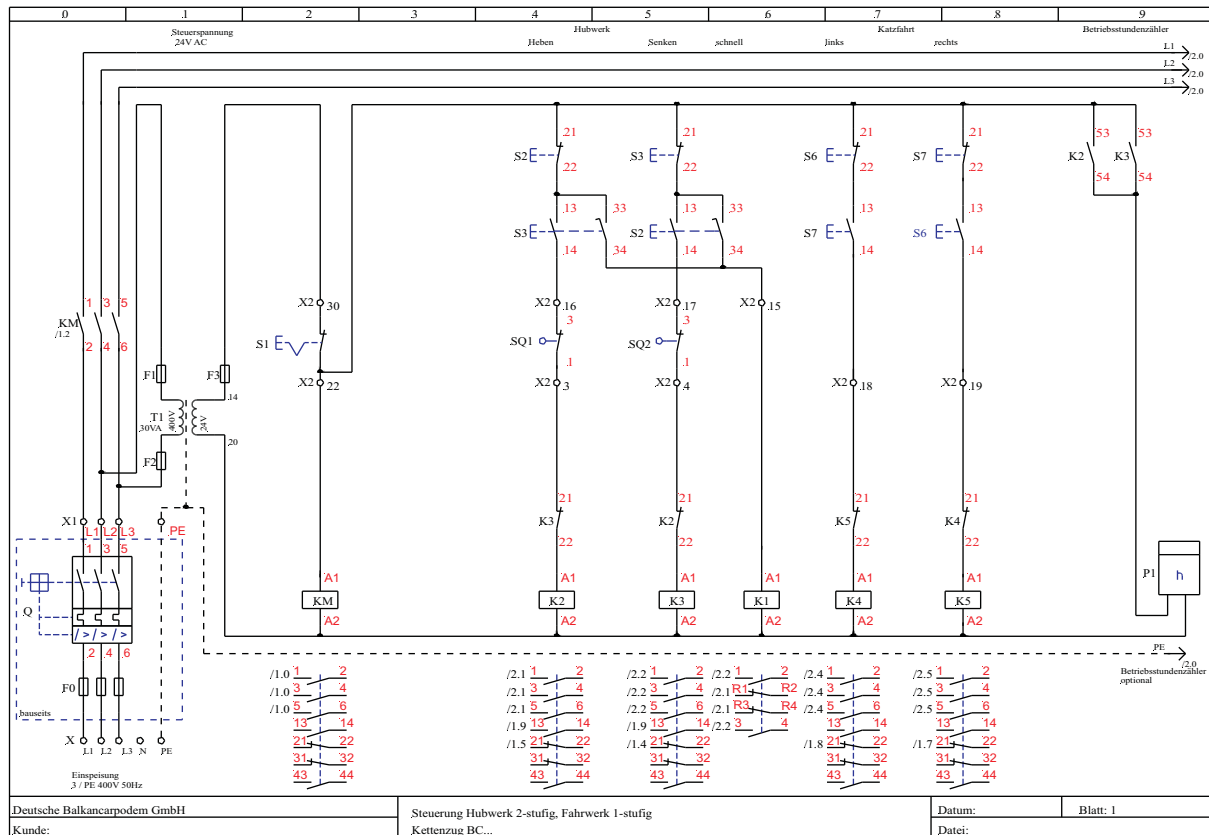 .0 .1 .2 .3 .4 .5 .6 .7 .8 .9
Steuerspannung
24V AC
Hubwerk
Katzfahrt
Betriebsstundenzähler
Heben Senken schnell links rechts
L1
/2.0
L2
/2.0
L3
/2.0
.21 .21 .21 .21 53 53
S2 S3 S6 S7 K2 K3
.22 .22 .22 .22 54 54
.13 .33 .13 .33 .13 .13
S3 S2 S7 S6
.14 .34 .14 .34 .14 .14
1 3 5
X2 30 X2 .16 X2 .17 X2 .15
KM
/1.2
2 4 6
S1
.3 .3
SQ1 SQ2
.1 .1
F1 F3
X2 22 X2 .3 X2 .4 X2 .18 X2 .19
.14
T1
30VA
400V
24V
.20
F2
X1
L1 L2 L3 PE
21 21 21 21
K3 K2 K5 K4
22 22 22 22
1 3 5
Q
/ > / > / >
.2 .4 .6
F0
bauseits
X L1 L2 L3 N PE
Einspeisung
3 / PE 400V 50Hz
A1 A1 A1 A1 A1 A1
KM K2 K3 K1 K4 K5
A2 A2 A2 A2 A2 A2
P1 h
PE
/2.0
Betriebsstundenzähler
optional
/1.0 1 2 /2.1 1 2 /2.2 1 2 /2.2 1 2 /2.4 1 2 /2.5 1 2
/1.0 3 4 /2.1 3 4 /2.2 3 4 /2.1 R1 R2 /2.4 3 4 /2.5 3 4
/1.0 5 6 /2.1 5 6 /2.2 5 6 /2.1 R3 R4 /2.4 5 6 /2.5 5 6
13 14 /1.9 13 14 /1.9 13 14 /2.2 3 4 13 14 13 14
21 22 /1.5 21 22 /1.4 21 22 /1.8 21 22 /1.7 21 22
31 32 31 32 31 32 31 32 31 32
43 44 43 44 43 44 43 44 43 44
Deutsche Balkancarpodem GmbH
Kunde:
Steuerung Hubwerk 2-stufig, Fahrwerk 1-stufig
Kettenzug BC...
Datum:
Blatt: 1
Datei: